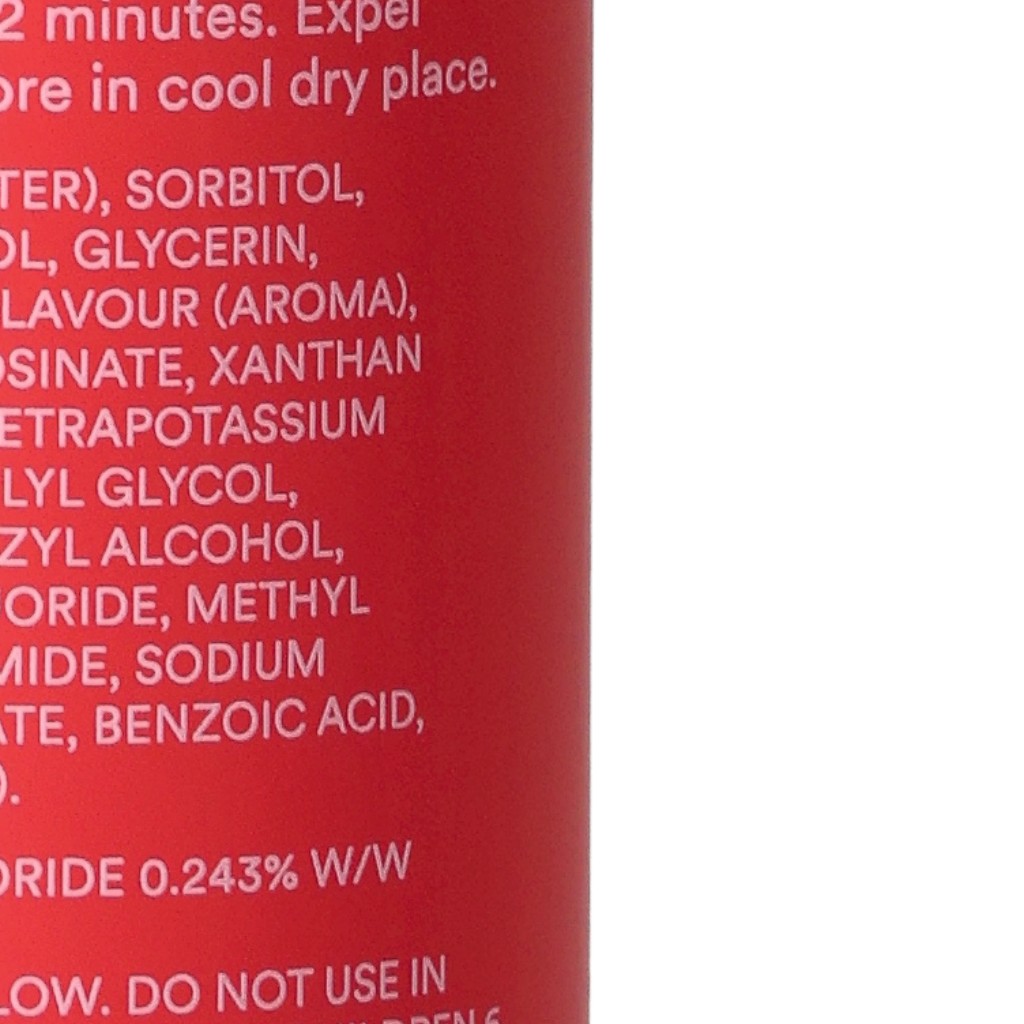 2 minutes. Expel
ore in cool dry place.
TER), SORBITOL,
OL, GLYCERIN,
LAVOUR (AROMA),
OSINATE, XANTHAN
ETRAPOTASSIUM
LYL GLYCOL,
ZYL ALCOHOL,
ORIDE, METHYL
MIDE, SODIUM
ATE, BENZOIC ACID,
).
ORIDE 0.243% W/W
LOW. DO NOT USE IN